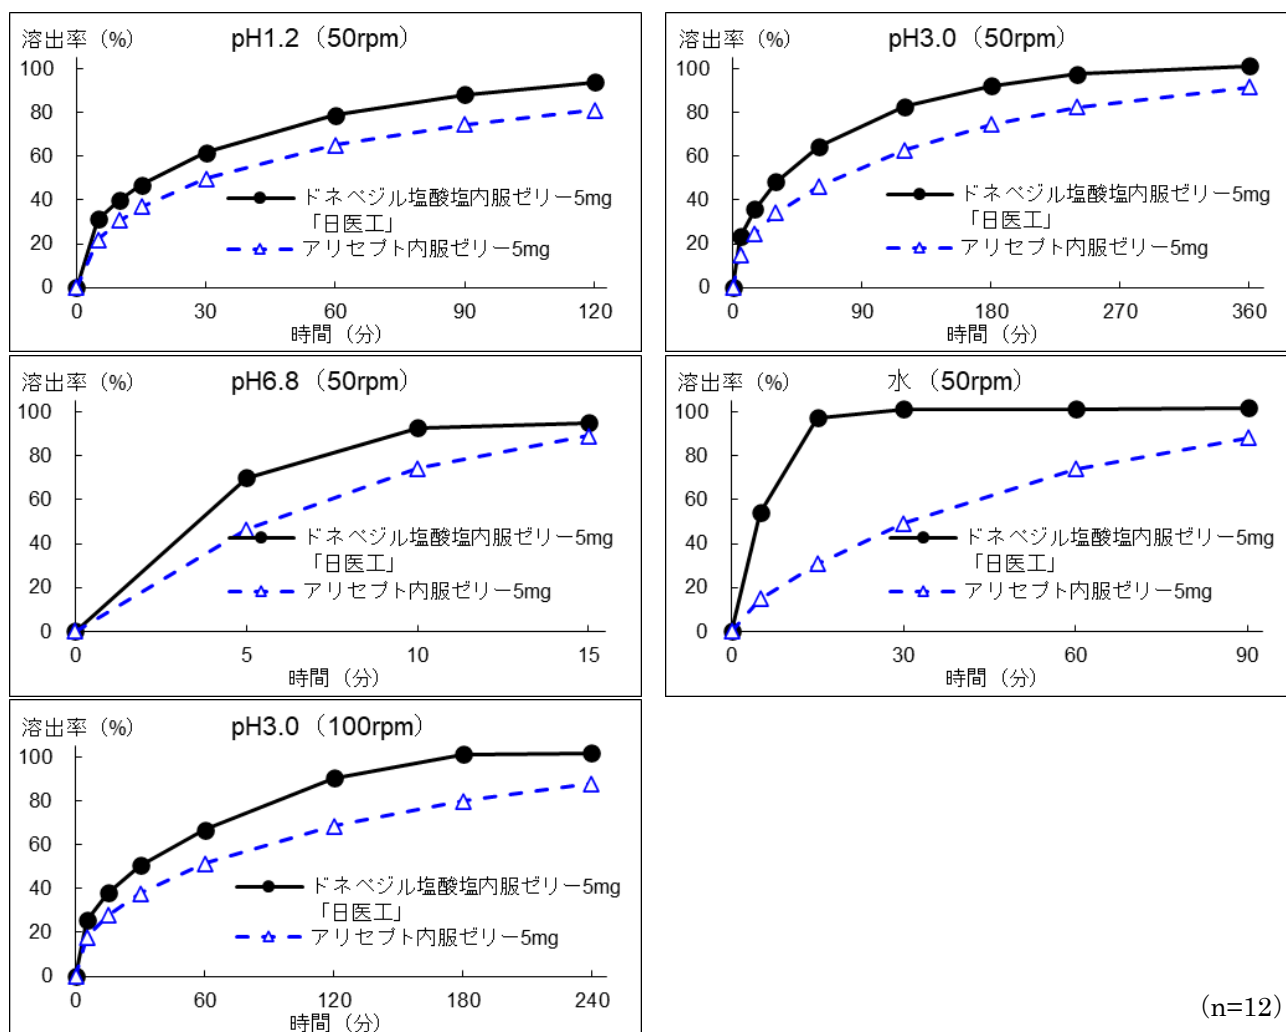 溶出率 (%)
pH1.2（50rpm）
100
80
60
40
20
0
0 30 60 90 120
時間（分）
ドネペジル塩酸塩内服ゼリー5mg
「日医工」
アリセプト内服ゼリー5mg
溶出率 (%)
pH3.0（50rpm）
100
80
60
40
20
0
0 90 180 270 360
時間（分）
ドネペジル塩酸塩内服ゼリー5mg
「日医工」
アリセプト内服ゼリー5mg
溶出率 (%)
pH6.8（50rpm）
100
80
60
40
20
0
0 5 10 15
時間（分）
ドネペジル塩酸塩内服ゼリー5mg
「日医工」
アリセプト内服ゼリー5mg
溶出率 (%)
水（50rpm）
100
80
60
40
20
0
0 30 60 90
時間（分）
ドネペジル塩酸塩内服ゼリー5mg
「日医工」
アリセプト内服ゼリー5mg
溶出率 (%)
pH3.0（100rpm）
100
80
60
40
20
0
0 60 120 180 240
時間（分）
ドネペジル塩酸塩内服ゼリー5mg
「日医工」
アリセプト内服ゼリー5mg
(n=12)